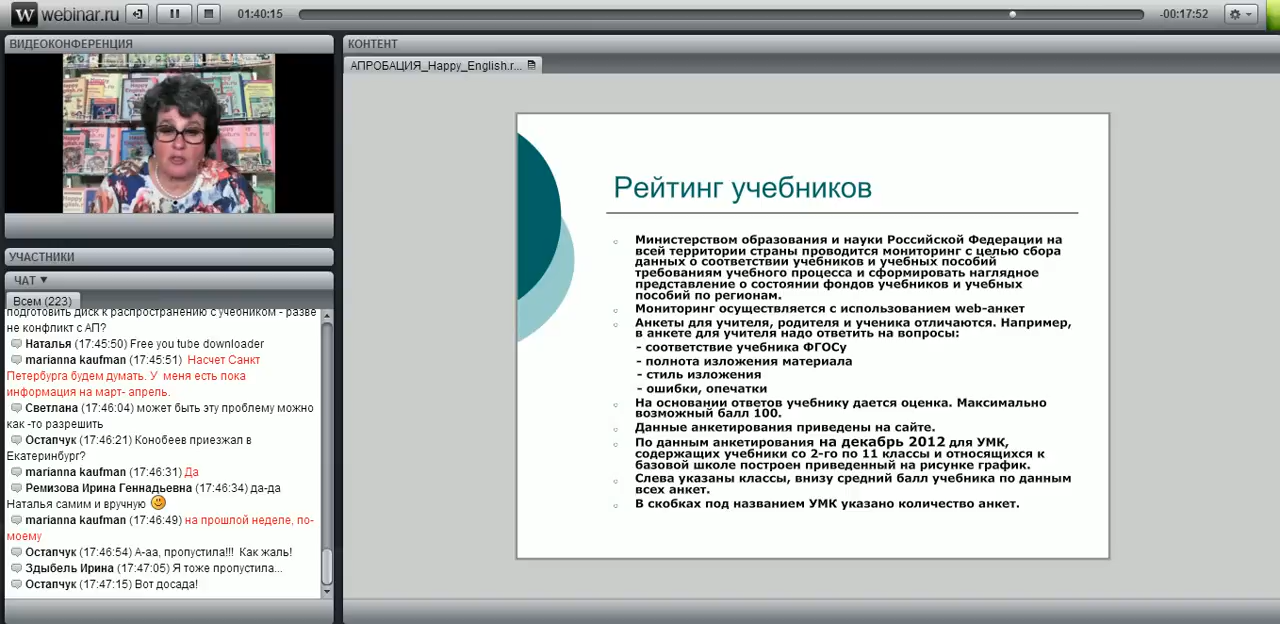 webinar.ru
01:40:15
-00:17:52
ВИДЕОКОНФЕРЕНЦИЯ
УЧАСТНИКИ
ЧАТ
Всем (223)
подготовить диск к распространению с учебником - разве
не конфликт с АП?
Наталья (17:45:50) Free you tube downloader
marianna kaufman (17:45:51) Насчет Санкт
Петербурга будем думать. У меня есть пока
информация на март- апрель.
Светлана (17:46:04) может быть эту проблему можно
как -то разрешить
Остапчук (17:46:21) Конобеев приезжал в
Екатеринбург?
marianna kaufman (17:46:31) Да
Ремизова Ирина Геннадьевна (17:46:34) да-да
Наталья самим и вручную
marianna kaufman (17:46:49) на прошлой неделе, по-
моему
Остапчук (17:46:54) А-аа, пропустила!!! Как жаль!
Здыбель Ирина (17:47:05) Я тоже пропустила...
Остапчук (17:47:15) Вот досада!
КОНТЕНТ
АПРОБАЦИЯ_Happy_English.r...
Рейтинг учебников
Министерством образования и науки Российской Федерации на
всей территории страны проводится мониторинг с целью сбора
данных о соответствии учебников и учебных пособий
требованиям учебного процесса и сформировать наглядное
представление о состоянии фондов учебников и учебных
пособий по регионам.
Мониторинг осуществляется с использованием web-анкет
Анкеты для учителя, родителя и ученика отличаются. Например,
в анкете для учителя надо ответить на вопросы:
- соответствие учебника ФГОСу
- полнота изложения материала
- стиль изложения
- ошибки, опечатки
На основании ответов учебнику дается оценка. Максимально
возможный балл 100.
Данные анкетирования приведены на сайте.
По данным анкетирования на декабрь 2012 для УМК,
содержащих учебники со 2-го по 11 классы и относящихся к
базовой школе построен приведенный на рисунке график.
Слева указаны классы, внизу средний балл учебника по данным
всех анкет.
В скобках под названием УМК указано количество анкет.